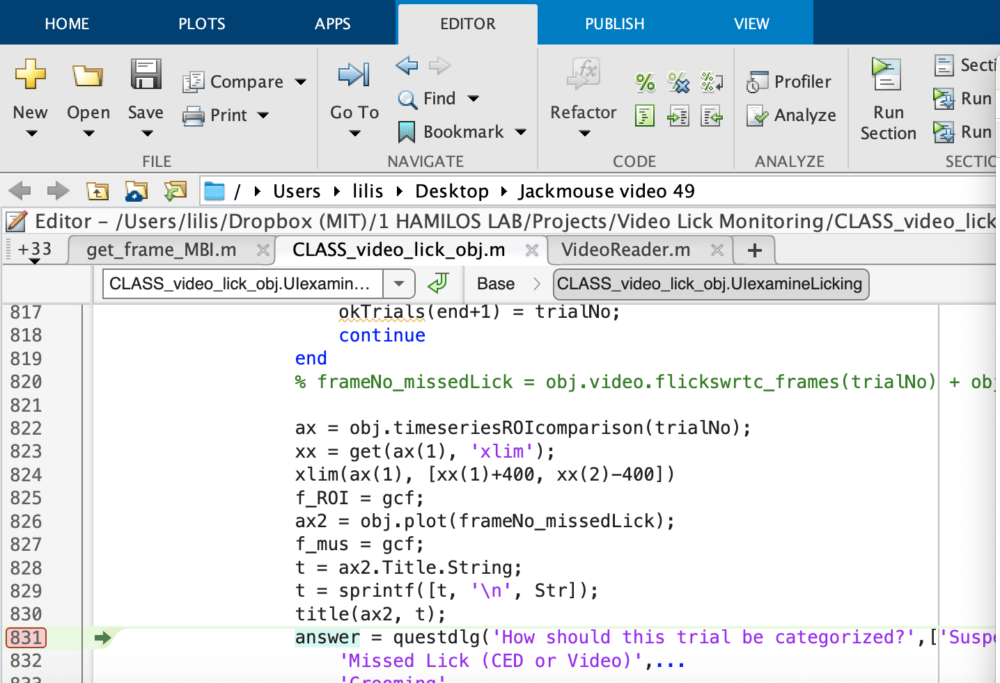 HOME PLOTS APPS EDITOR PUBLISH VIEW
New Open Save Compare Print
Go To Find Bookmark
Refactor
Profiler Analyze
Run Section Run Run
FILE NAVIGATE CODE ANALYZE
/ Users lilis Desktop Jackmouse video 49
Editor – /Users/lilis/Dropbox (MIT)/1 HAMILOS LAB/Projects/Video Lick Monitoring/CLASS_video_lick
+33 get_frame_MBI.m CLASS_video_lick_obj.m VideoReader.m +
CLASS_video_lick_obj.UIexamin... Base CLASS_video_lick_obj.UIexamineLicking
817 okTrials(end+1) = trialNo;
818 continue
819 end
820 % frameNo_missedLick = obj.video.flickswrtc_frames(trialNo) + ob
821
822 ax = obj.timeseriesROIcomparison(trialNo);
823 xx = get(ax(1), 'xlim');
824 xlim(ax(1), [xx(1)+400, xx(2)-400])
825 f_ROI = gcf;
826 ax2 = obj.plot(frameNo_missedLick);
827 f_mus = gcf;
828 t = ax2.Title.String;
829 t = sprintf([t, '\n', Str]);
830 title(ax2, t);
831 answer = questdlg('How should this trial be categorized?',['Susp
832 'Missed Lick (CED or Video)',...
833 'Grooming'